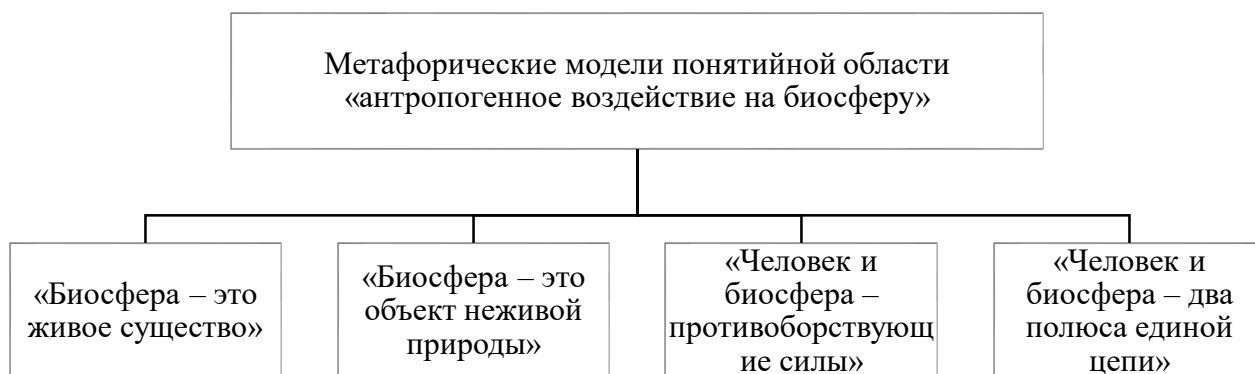 Метафорические модели понятийной области
«антропогенное воздействие на биосферу»
«Биосфера – это
живое существо»
«Биосфера – это
объект неживой
природы»
«Человек и
биосфера –
противоборствующ
ие силы»
«Человек и
биосфера – два
полюса единой
цепи»